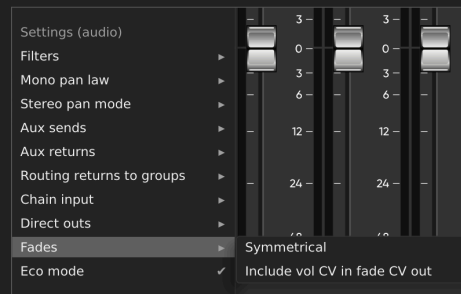 Settings (audio)
Filters ▸
Mono pan law ▸
Stereo pan mode ▸
Aux sends ▸
Aux returns ▸
Routing returns to groups ▸
Chain input ▸
Direct outs ▸
Fades ▸
Eco mode ✔
Symmetrical
Include vol CV in fade CV out
3 3
0 0
3 3
6 6
12 12
24 24